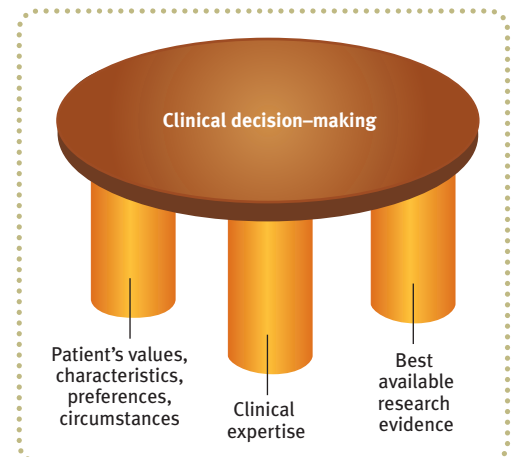 Clinical decision–making
Patient's values,
characteristics,
preferences,
circumstances
Clinical
expertise
Best
available
research
evidence